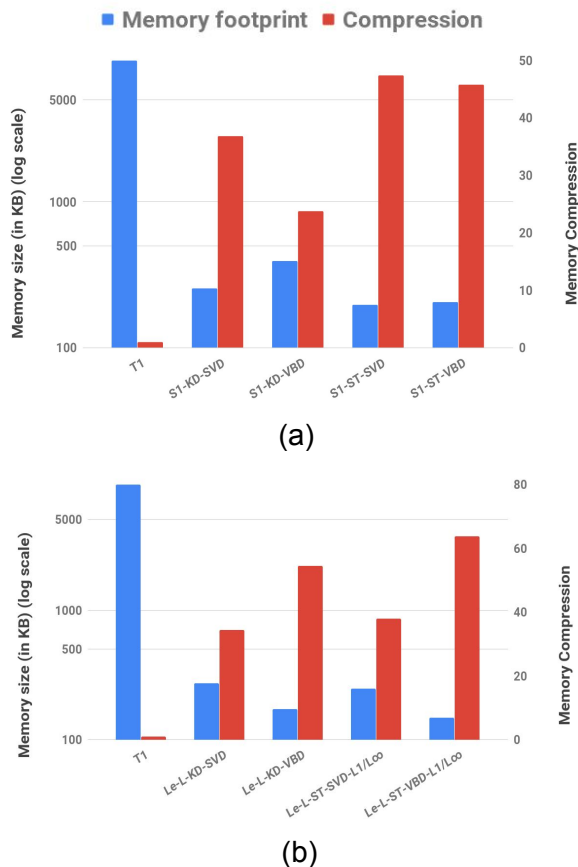 Memory footprint Compression
Memory size (in KB) (log scale)
5000
1000
500
100
50
40
30
20
10
0
Memory Compression
T1
S1-KD-SVD
S1-KD-VBD
S1-ST-SVD
S1-ST-VBD
(a)
Memory size (in KB) (log scale)
5000
1000
500
100
80
60
40
20
0
Memory Compression
T1
Le-L-KD-SVD
Le-L-KD-VBD
Le-L-ST-SVD-L1/L∞
Le-L-ST-VBD-L1/L∞
(b)